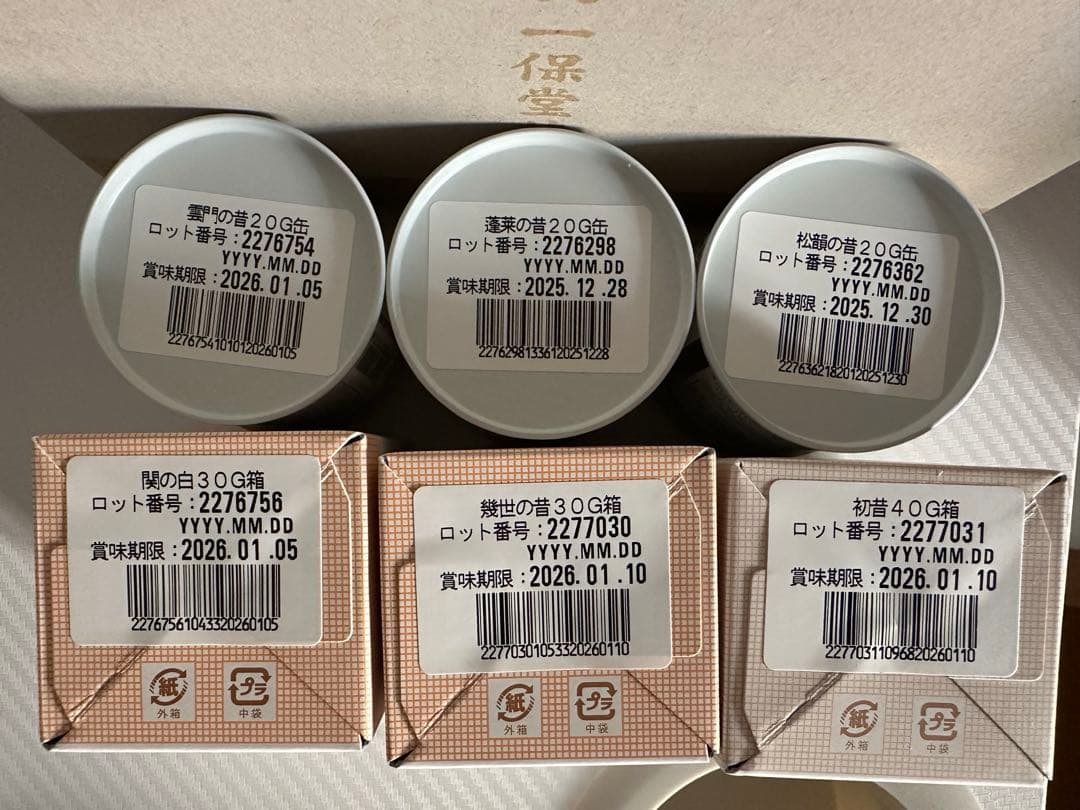 一
保
堂
雲門の昔20G缶
ロット番号:2276754
YYYY.MM.DD
賞味期限:2026.01.05
22767541010120260105
蓬莱の昔20G缶
ロット番号:2276298
YYYY.MM.DD
賞味期限:2025.12.28
22762981336120251228
松韻の昔20G缶
ロット番号:2276362
YYYY.MM.DD
賞味期限:2025.12.30
22763621820120251230
関の白30G箱
ロット番号:2276756
YYYY.MM.DD
賞味期限:2026.01.05
22767561043320260105
紙
外箱
プラ
中袋
幾世の昔30G箱
ロット番号:2277030
YYYY.MM.DD
賞味期限:2026.01.10
22770301053320260110
紙
外箱
プラ
中袋
初昔40G箱
ロット番号:2277031
YYYY.MM.DD
賞味期限:2026.01.10
22770311096820260110
紙
外箱
プラ
中袋